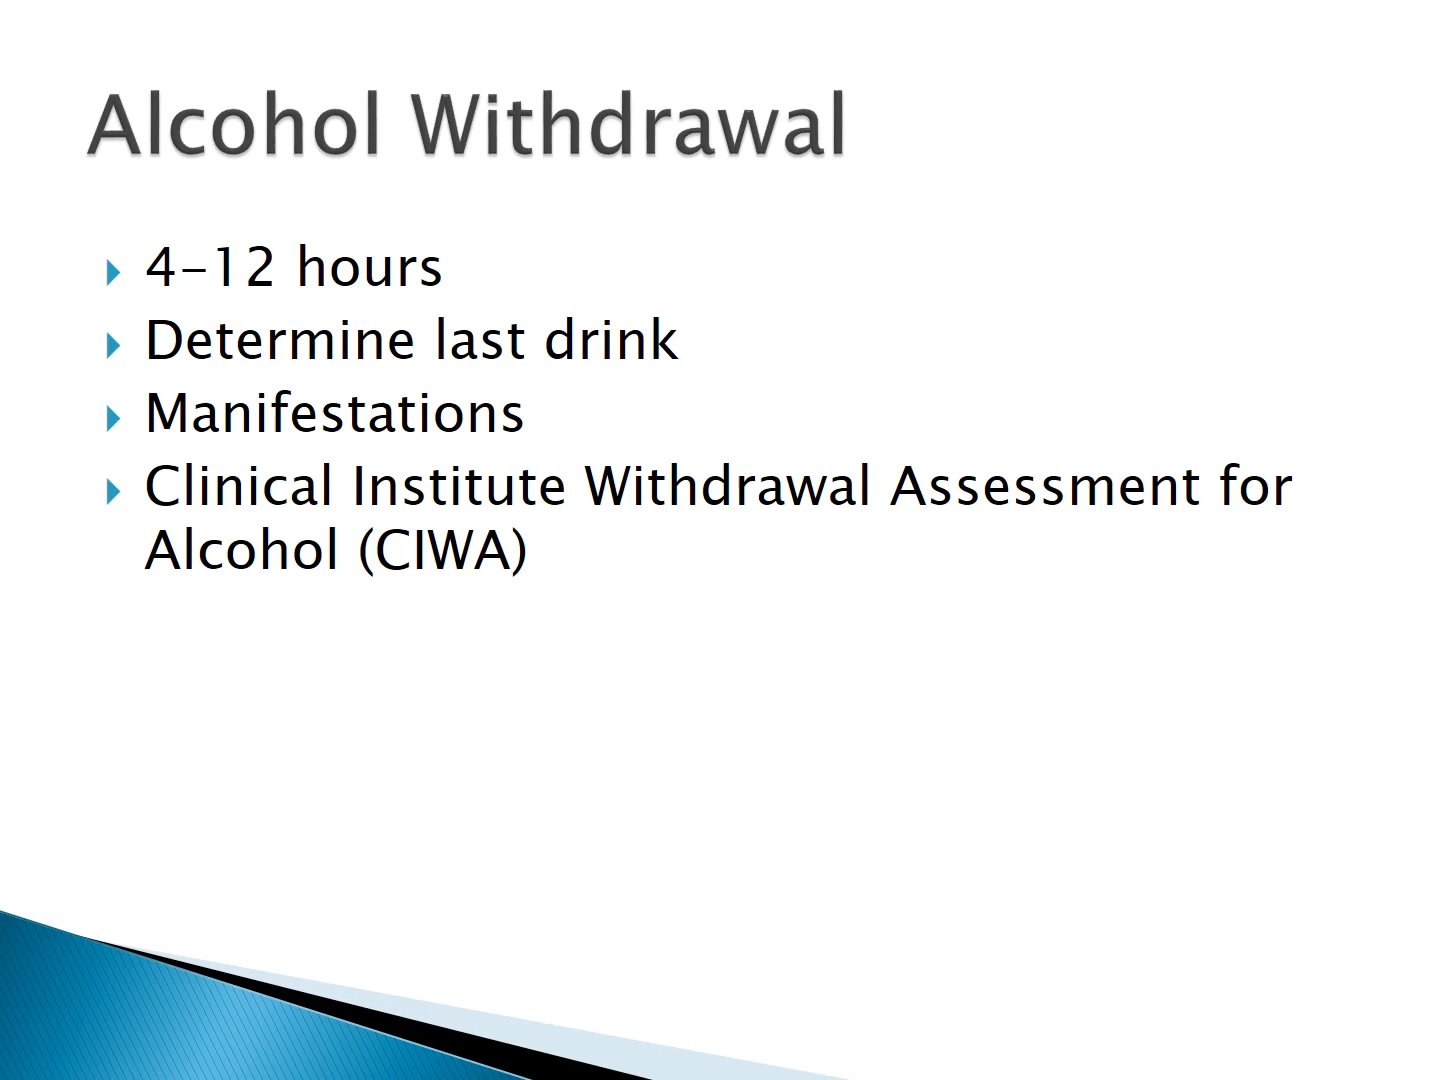 Alcohol Withdrawal
4-12 hours
Determine last drink
Manifestations
Clinical Institute Withdrawal Assessment for
Alcohol (CIWA)